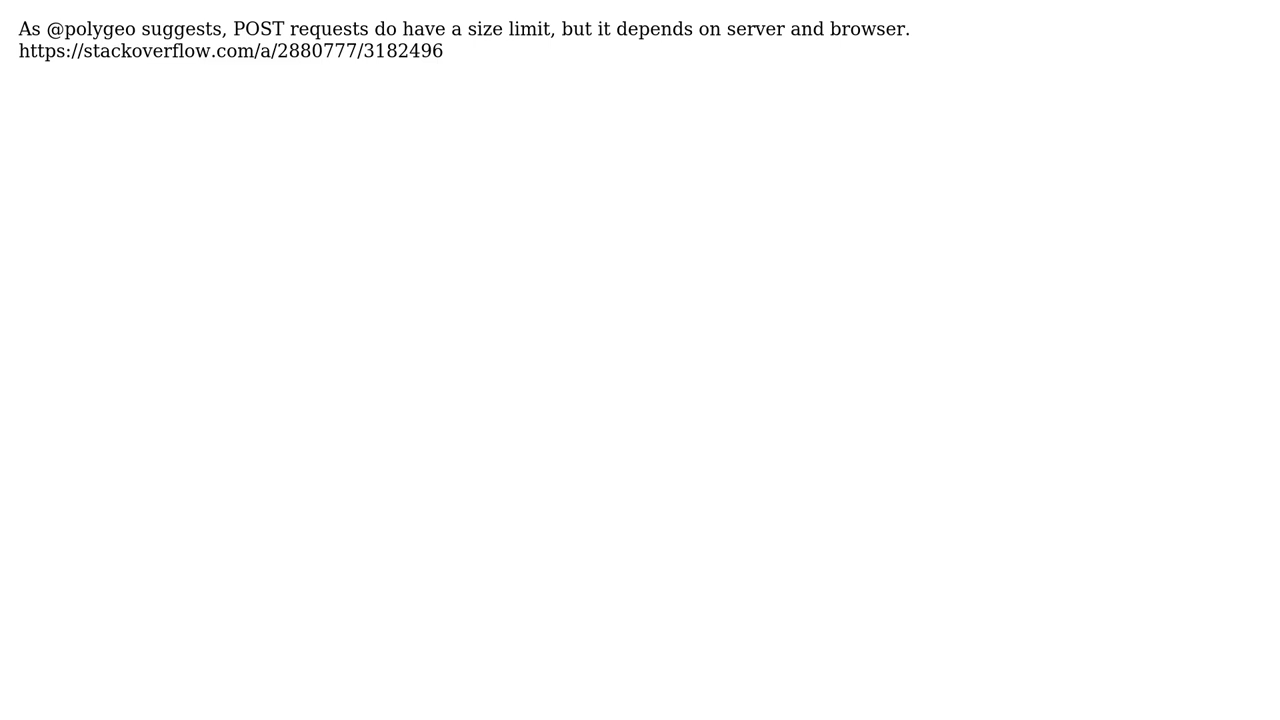 As @polygeo suggests, POST requests do have a size limit, but it depends on server and browser.
https://stackoverflow.com/a/2880777/3182496